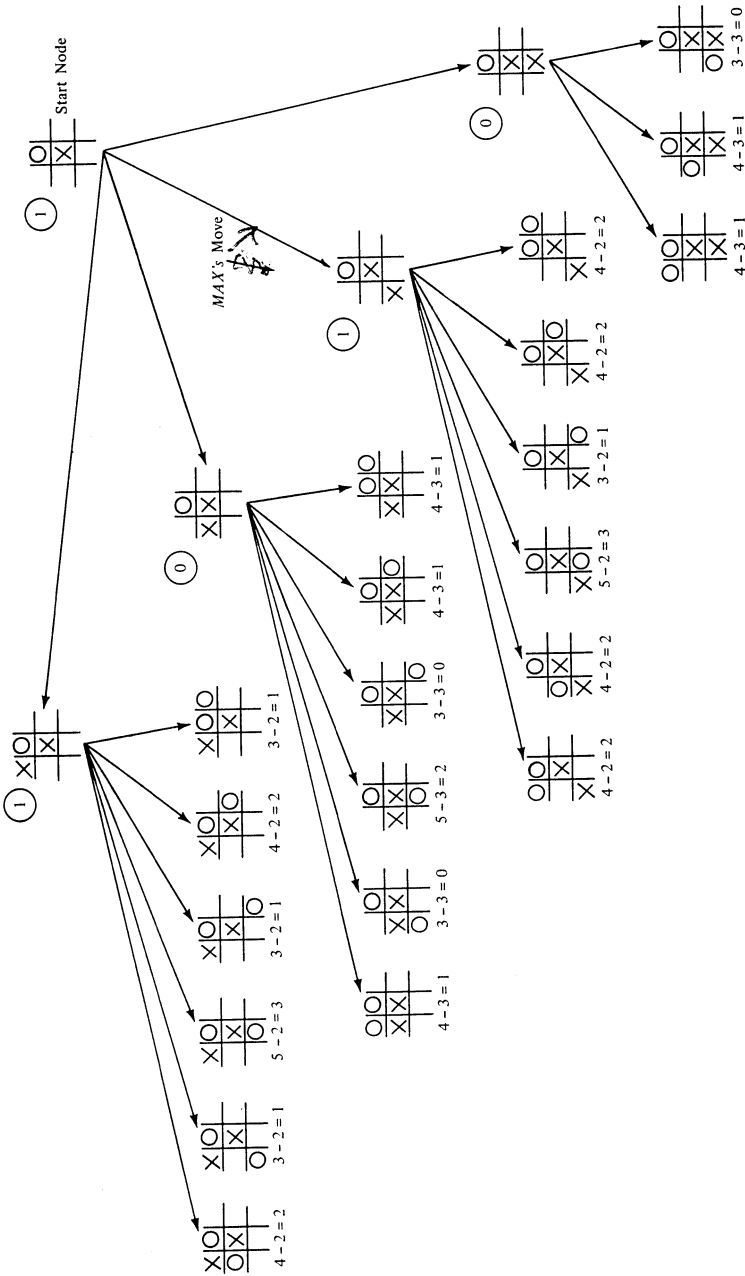 1
1
Start Node
0
MAX's Move
4 − 2 = 2
3 − 2 = 1
5 − 2 = 3
3 − 2 = 1
4 − 2 = 2
3 − 2 = 1
1
4 − 3 = 1
3 − 3 = 0
5 − 3 = 2
3 − 3 = 0
4 − 3 = 1
4 − 3 = 1
0
4 − 2 = 2
4 − 2 = 2
5 − 2 = 3
3 − 2 = 1
4 − 2 = 2
4 − 2 = 2
4 − 3 = 1
4 − 3 = 1
3 − 3 = 0